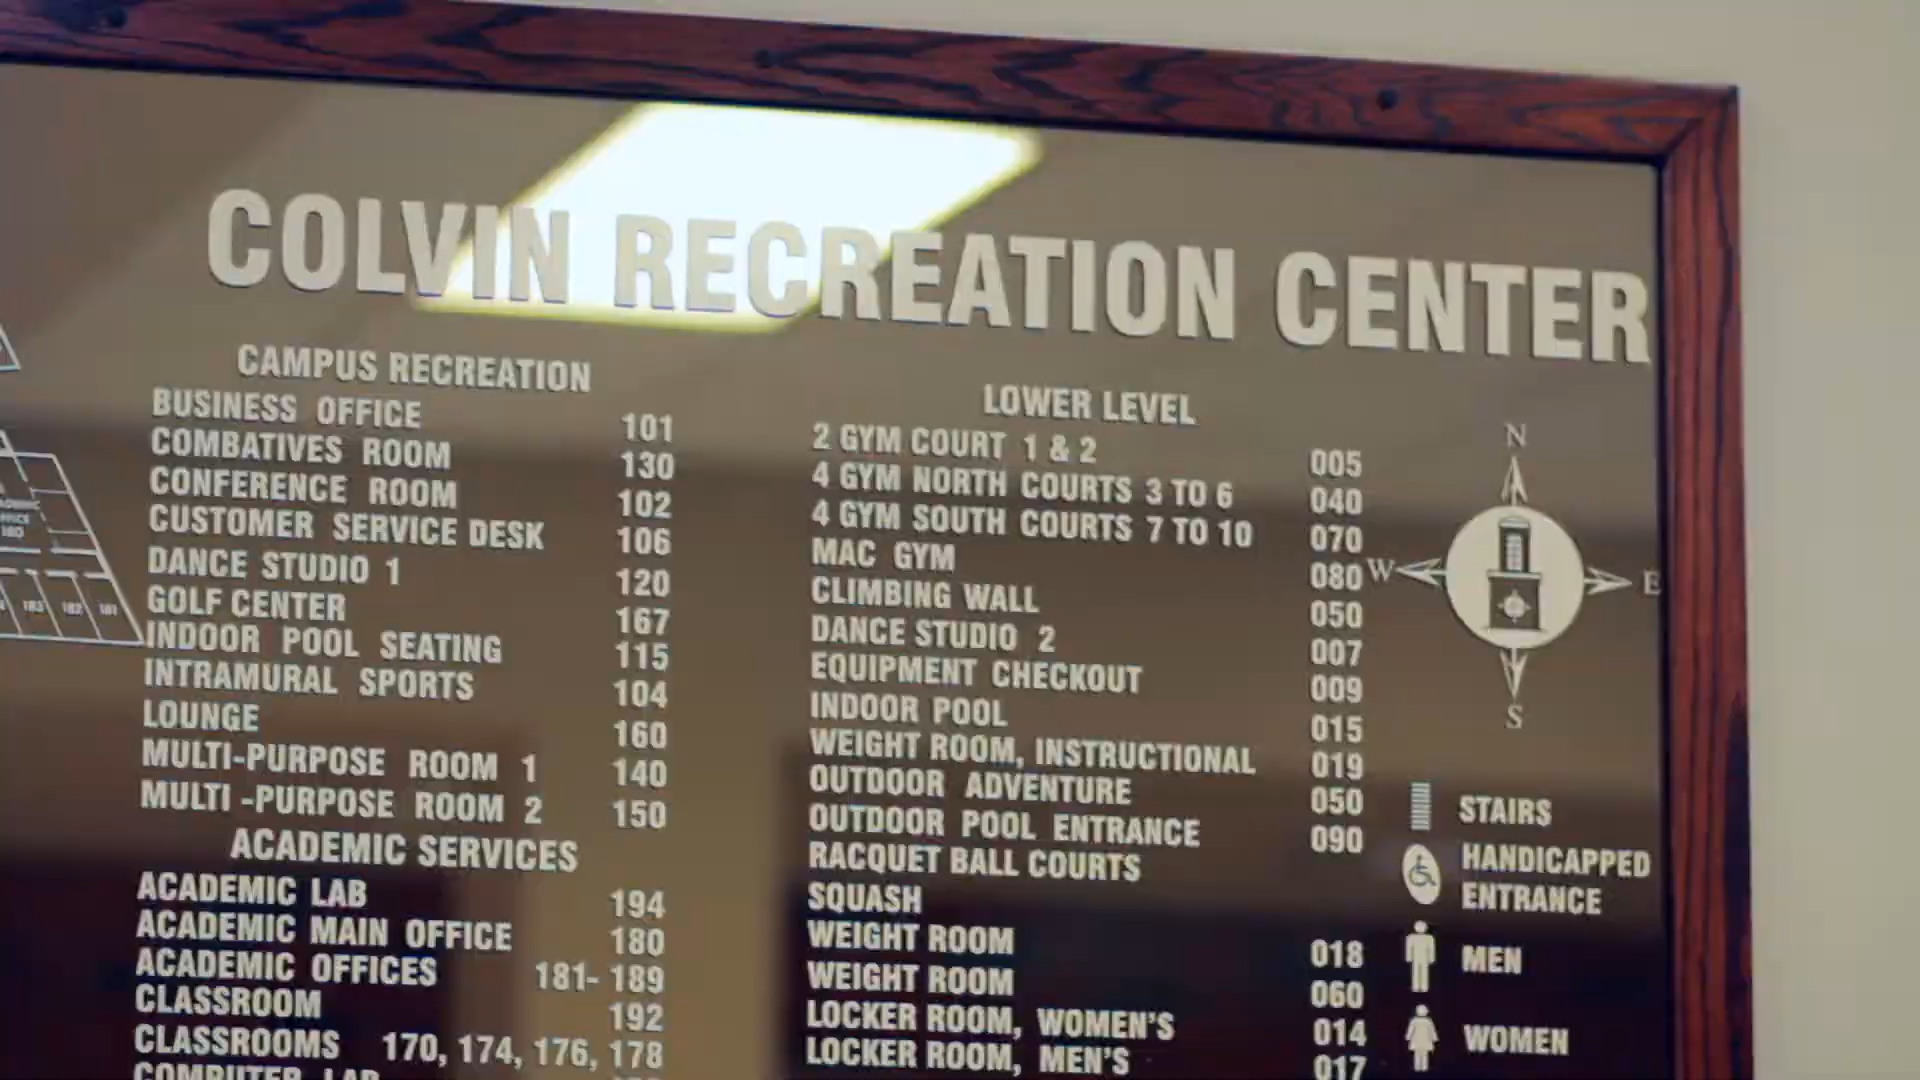 COLVIN RECREATION CENTER
CAMPUS RECREATION
BUSINESS OFFICE 101
COMBATIVES ROOM 130
CONFERENCE ROOM 102
CUSTOMER SERVICE DESK 106
DANCE STUDIO 1 120
GOLF CENTER 167
INDOOR POOL SEATING 115
INTRAMURAL SPORTS 104
LOUNGE 160
MULTI-PURPOSE ROOM 1 140
MULTI -PURPOSE ROOM 2 150
ACADEMIC SERVICES
ACADEMIC LAB 194
ACADEMIC MAIN OFFICE 180
ACADEMIC OFFICES 181- 189
CLASSROOM 192
CLASSROOMS 170, 174, 176, 178
COMPUTER LAB
LOWER LEVEL
2 GYM COURT 1 & 2 005
4 GYM NORTH COURTS 3 TO 6 040
4 GYM SOUTH COURTS 7 TO 10 070
MAC GYM 080
CLIMBING WALL 050
DANCE STUDIO 2 007
EQUIPMENT CHECKOUT 009
INDOOR POOL 015
WEIGHT ROOM, INSTRUCTIONAL 019
OUTDOOR ADVENTURE 050
OUTDOOR POOL ENTRANCE 090
RACQUET BALL COURTS
SQUASH
WEIGHT ROOM 018
WEIGHT ROOM 060
LOCKER ROOM, WOMEN'S 014
LOCKER ROOM, MEN'S 017
N
W E
S
STAIRS
HANDICAPPED
ENTRANCE
MEN
WOMEN
180
183 182 181